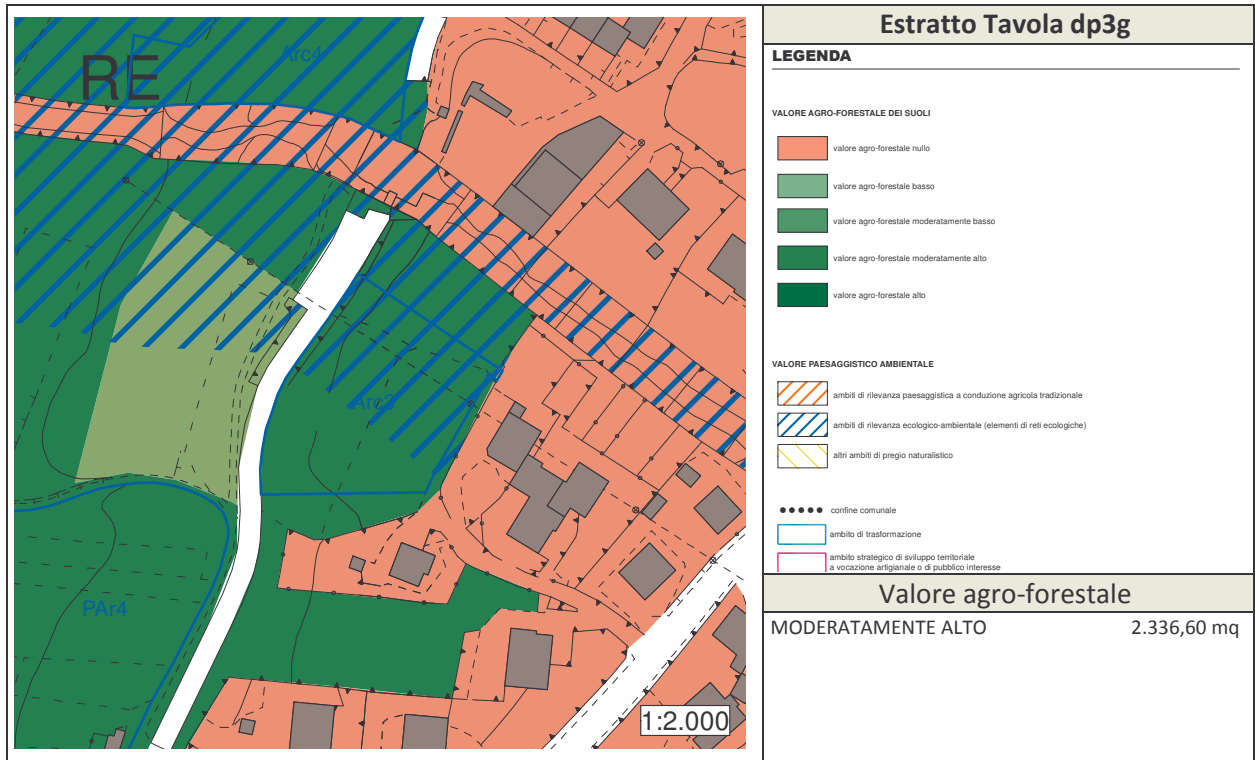 RE
Arc4
Arc3
PAr4
1:2.000
Estratto Tavola dp3g
LEGENDA
VALORE AGRO-FORESTALE DEI SUOLI
valore agro-forestale nullo
valore agro-forestale basso
valore agro-forestale moderatamente basso
valore agro-forestale moderatamente alto
valore agro-forestale alto
VALORE PAESAGGISTICO AMBIENTALE
ambiti di rilevanza paesaggistica a conduzione agricola tradizionale
ambiti di rilevanza ecologico-ambientale (elementi di reti ecologiche)
altri ambiti di pregio naturalistico
confine comunale
ambito di trasformazione
ambito strategico di sviluppo territoriale
a vocazione artigianale o di pubblico interesse
Valore agro-forestale
MODERATAMENTE ALTO 2.336,60 mq